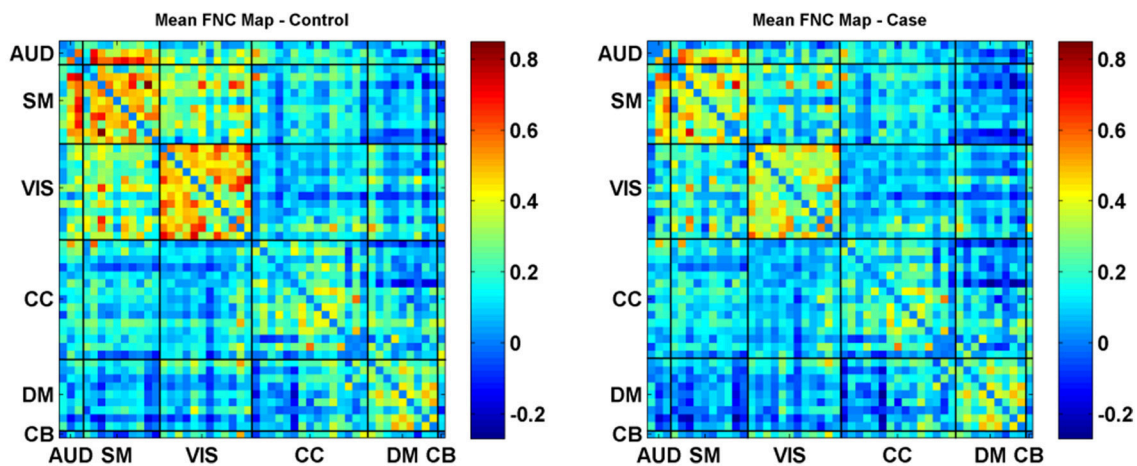 Mean FNC Map - Control
AUD
SM
VIS
CC
DM
CB
AUD SM VIS CC DM CB
0.8
0.6
0.4
0.2
0
-0.2
Mean FNC Map - Case
AUD
SM
VIS
CC
DM
CB
AUD SM VIS CC DM CB
0.8
0.6
0.4
0.2
0
-0.2